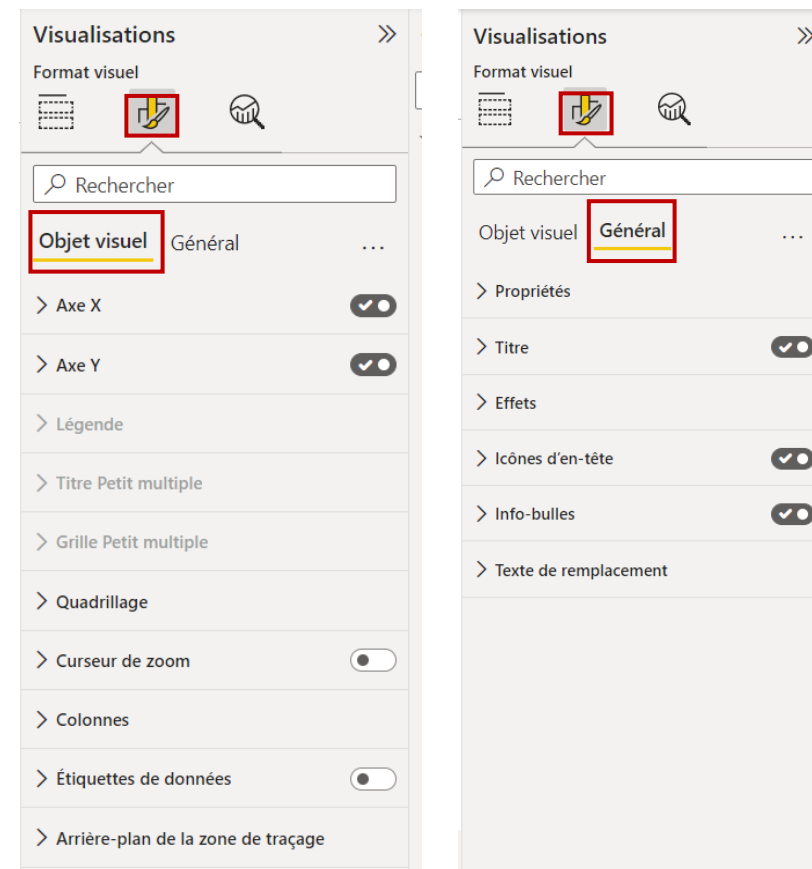 Visualisations
Format visuel
Rechercher
Objet visuel Général
...
Axe X
Axe Y
Légende
Titre Petit multiple
Grille Petit multiple
Quadrillage
Curseur de zoom
Colonnes
Étiquettes de données
Arrière-plan de la zone de traçage
Visualisations
Format visuel
Rechercher
Objet visuel Général
...
Propriétés
Titre
Effets
Icônes d'en-tête
Info-bulles
Texte de remplacement